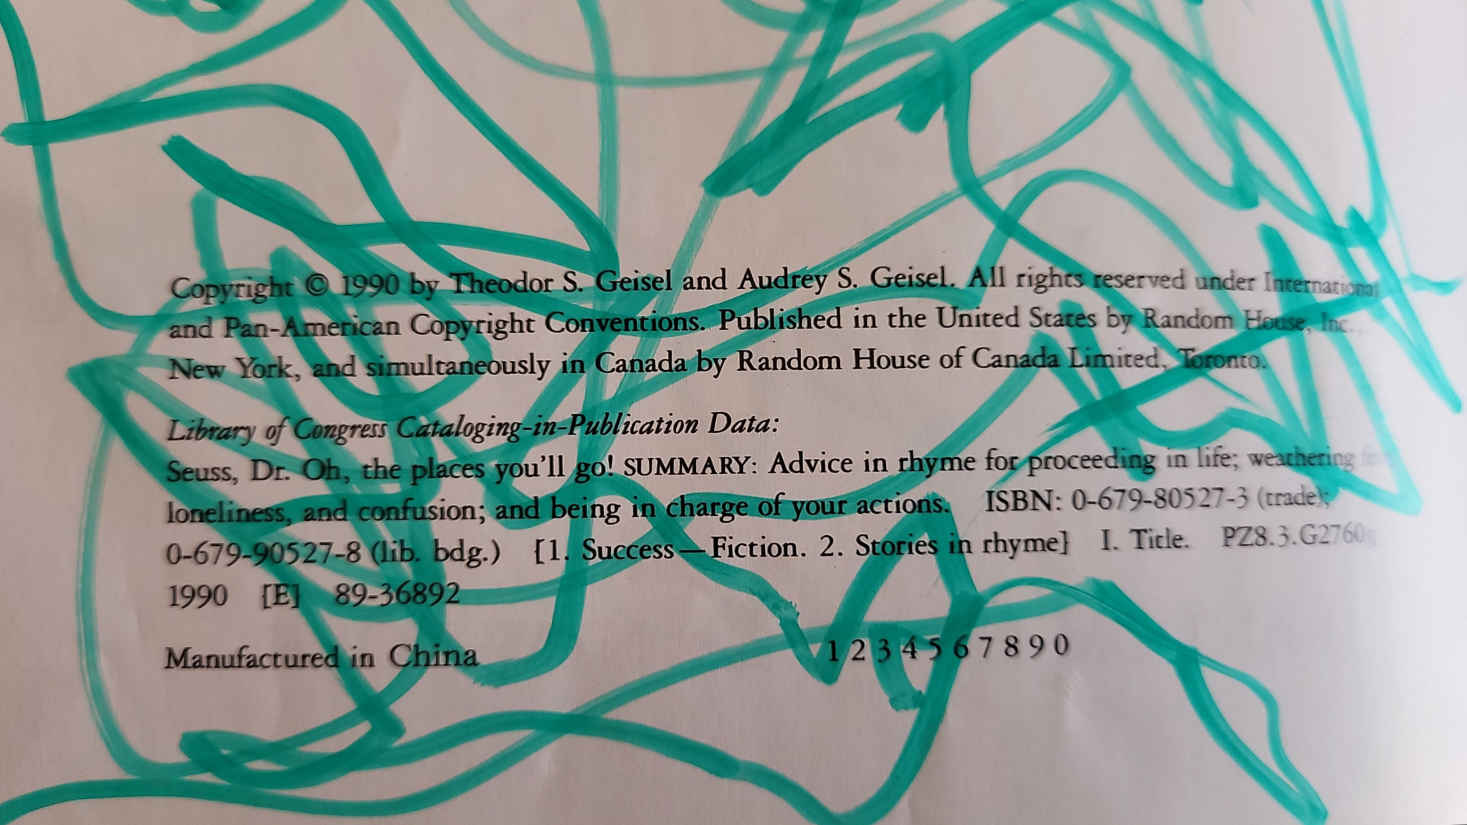 Copyright © 1990 by Theodor S. Geisel and Audrey S. Geisel. All rights reserved under International
and Pan-American Copyright Conventions. Published in the United States by Random House, Inc.,
New York, and simultaneously in Canada by Random House of Canada Limited, Toronto.
Library of Congress Cataloging-in-Publication Data:
Seuss, Dr. Oh, the places you'll go! SUMMARY: Advice in rhyme for proceeding in life; weathering
loneliness, and confusion; and being in charge of your actions. ISBN: 0-679-80527-3 (trade);
0-679-90527-8 (lib. bdg.) [1. Success—Fiction. 2. Stories in rhyme] I. Title. PZ8.3.G2760
1990 [E] 89-36892
Manufactured in China 1 2 3 4 5 6 7 8 9 0